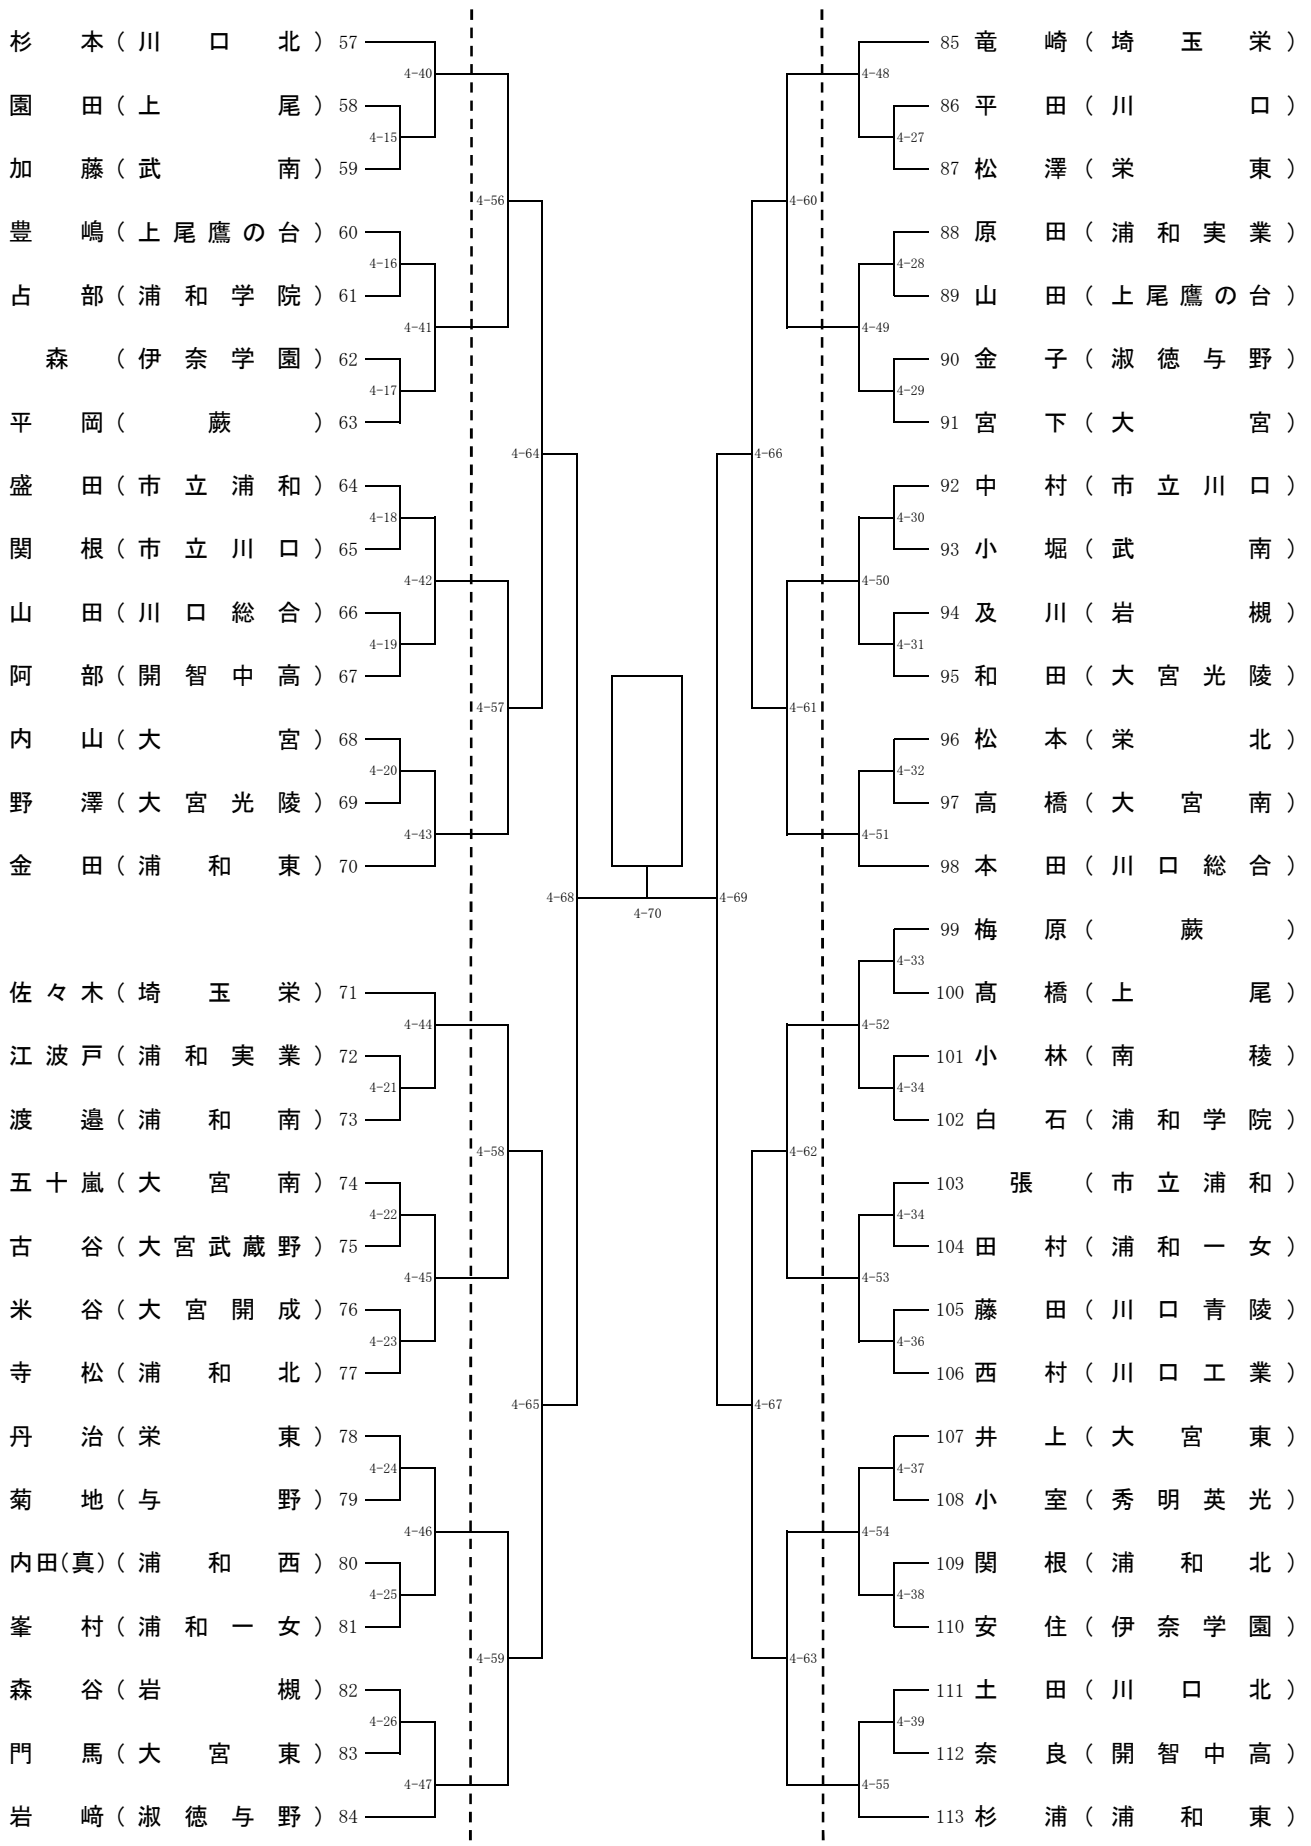 杉本（川口北）57
4-40
園田（上尾）58
4-15
加藤（武南）59
4-56
豊嶋（上尾鷹の台）60
4-16
占部（浦和学院）61
4-41
森（伊奈学園）62
4-17
平岡（蕨）63
4-64
盛田（市立浦和）64
4-18
関根（市立川口）65
4-42
山田（川口総合）66
4-19
阿部（開智中高）67
4-57
内山（大宮）68
4-20
野澤（大宮光陵）69
4-43
金田（浦和東）70
4-68
佐々木（埼玉栄）71
4-44
江波戸（浦和実業）72
4-21
渡邉（浦和南）73
4-58
五十嵐（大宮南）74
4-22
古谷（大宮武蔵野）75
4-45
米谷（大宮開成）76
4-23
寺松（浦和北）77
4-65
丹治（栄東）78
4-24
菊地（与野）79
4-46
内田(真)（浦和西）80
4-25
峯村（浦和一女）81
4-59
森谷（岩槻）82
4-26
門馬（大宮東）83
4-47
岩﨑（淑徳与野）84
4-70
85 竜崎（埼玉栄）
4-48
86 平田（川口）
4-27
87 松澤（栄東）
4-60
88 原田（浦和実業）
4-28
89 山田（上尾鷹の台）
4-49
90 金子（淑徳与野）
4-29
91 宮下（大宮）
4-66
92 中村（市立川口）
4-30
93 小堀（武南）
4-50
94 及川（岩槻）
4-31
95 和田（大宮光陵）
4-61
96 松本（栄北）
4-32
97 高橋（大宮南）
4-51
98 本田（川口総合）
4-69
99 梅原（蕨）
4-33
100 髙橋（上尾）
4-52
101 小林（南稜）
4-34
102 白石（浦和学院）
4-62
103 張（市立浦和）
4-34
104 田村（浦和一女）
4-53
105 藤田（川口青陵）
4-36
106 西村（川口工業）
4-67
107 井上（大宮東）
4-37
108 小室（秀明英光）
4-54
109 関根（浦和北）
4-38
110 安住（伊奈学園）
4-63
111 土田（川口北）
4-39
112 奈良（開智中高）
4-55
113 杉浦（浦和東）